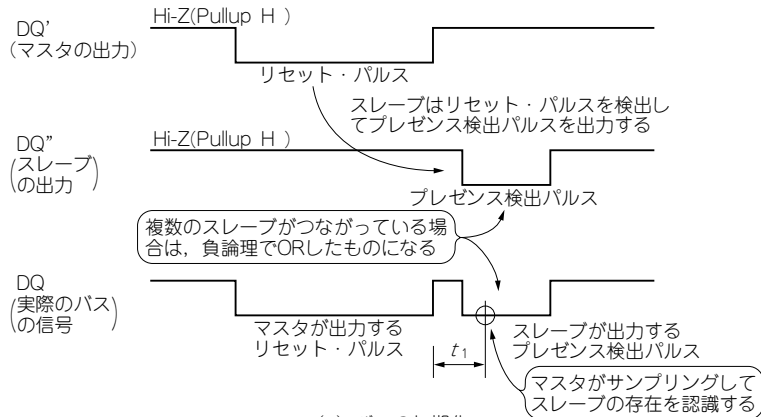 DQ’
(マスタの出力)
Hi-Z(Pullup H )
リセット・パルス
スレーブはリセット・パルスを検出し
てプレゼンス検出パルスを出力する
DQ”
(スレーブ
の出力)
Hi-Z(Pullup H )
プレゼンス検出パルス
複数のスレーブがつながっている場
合は，負論理でORしたものになる
DQ
(実際のバス
の信号)
マスタが出力する
リセット・パルス
t1
スレーブが出力する
プレゼンス検出パルス
マスタがサンプリングして
スレーブの存在を認識する